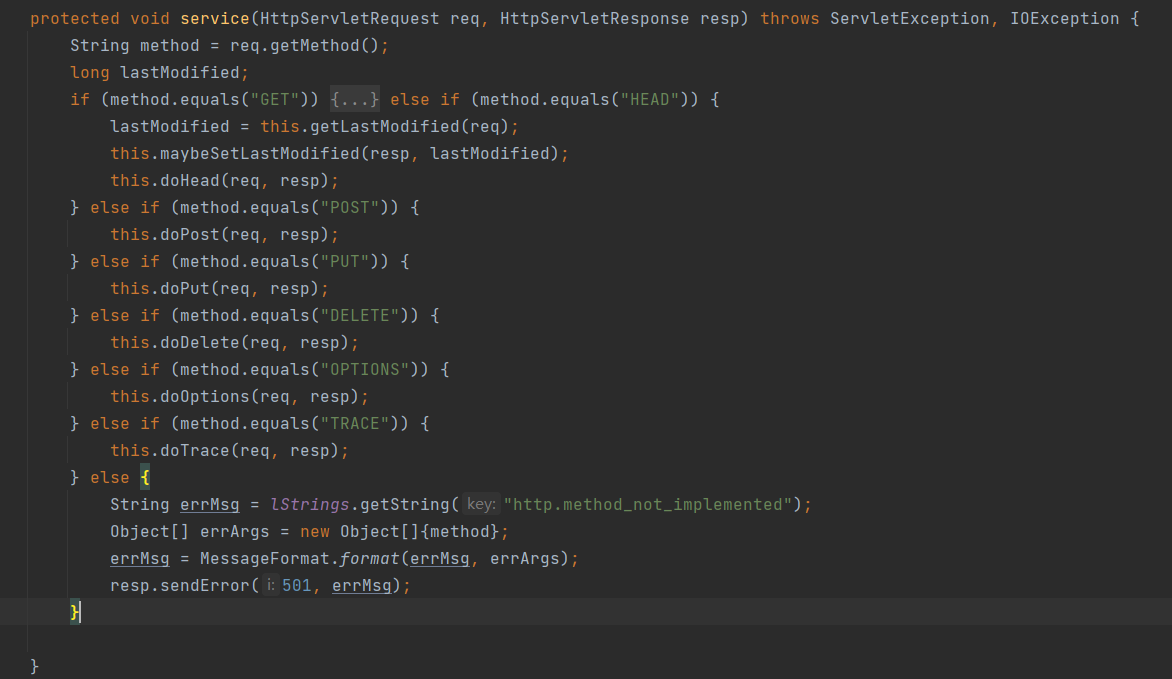 protected void service(HttpServletRequest req, HttpServletResponse resp) throws ServletException, IOException {
    String method = req.getMethod();
    long lastModified;
    if (method.equals("GET")) {...} else if (method.equals("HEAD")) {
        lastModified = this.getLastModified(req);
        this.maybeSetLastModified(resp, lastModified);
        this.doHead(req, resp);
    } else if (method.equals("POST")) {
        this.doPost(req, resp);
    } else if (method.equals("PUT")) {
        this.doPut(req, resp);
    } else if (method.equals("DELETE")) {
        this.doDelete(req, resp);
    } else if (method.equals("OPTIONS")) {
        this.doOptions(req, resp);
    } else if (method.equals("TRACE")) {
        this.doTrace(req, resp);
    } else {
        String errMsg = lStrings.getString( key: "http.method_not_implemented");
        Object[] errArgs = new Object[]{method};
        errMsg = MessageFormat.format(errMsg, errArgs);
        resp.sendError( i: 501, errMsg);
    }
}